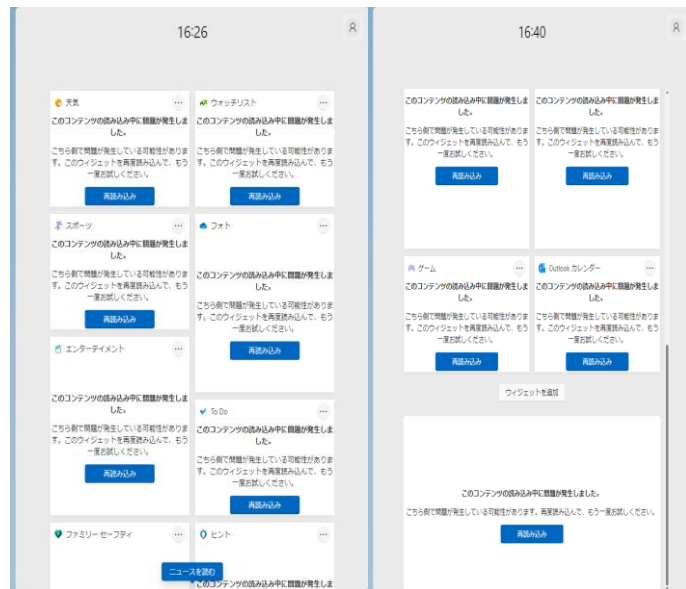 16:26
天気
このコンテンツの読み込み中に問題が発生しま
した。
こちら側で問題が発生している可能性がありま
す。このウィジェットを再度読み込んで、もう
一度お試しください。
再読み込み
ウォッチリスト
このコンテンツの読み込み中に問題が発生しま
した。
こちら側で問題が発生している可能性がありま
す。このウィジェットを再度読み込んで、もう
一度お試しください。
再読み込み
スポーツ
このコンテンツの読み込み中に問題が発生しま
した。
こちら側で問題が発生している可能性がありま
す。このウィジェットを再度読み込んで、もう
一度お試しください。
再読み込み
フォト
このコンテンツの読み込み中に問題が発生しま
した。
こちら側で問題が発生している可能性がありま
す。このウィジェットを再度読み込んで、もう
一度お試しください。
再読み込み
エンターテイメント
このコンテンツの読み込み中に問題が発生しま
した。
こちら側で問題が発生している可能性がありま
す。このウィジェットを再度読み込んで、もう
一度お試しください。
再読み込み
To Do
このコンテンツの読み込み中に問題が発生しま
した。
こちら側で問題が発生している可能性がありま
す。このウィジェットを再度読み込んで、もう
一度お試しください。
再読み込み
ファミリー セーフティ
ヒント
ニュースを読む
このコンテンツの読み込み中に問題が発生しま
16:40
このコンテンツの読み込み中に問題が発生しま
した。
こちら側で問題が発生している可能性がありま
す。このウィジェットを再度読み込んで、もう
一度お試しください。
再読み込み
このコンテンツの読み込み中に問題が発生しま
した。
こちら側で問題が発生している可能性がありま
す。このウィジェットを再度読み込んで、もう
一度お試しください。
再読み込み
ゲーム
このコンテンツの読み込み中に問題が発生しま
した。
こちら側で問題が発生している可能性がありま
す。このウィジェットを再度読み込んで、もう
一度お試しください。
再読み込み
Outlook カレンダー
このコンテンツの読み込み中に問題が発生しま
した。
こちら側で問題が発生している可能性がありま
す。このウィジェットを再度読み込んで、もう
一度お試しください。
再読み込み
ウィジェットを追加
このコンテンツの読み込み中に問題が発生しました。
こちら側で問題が発生している可能性があります。再度読み込んで、もう一度お試しください。
再読み込み